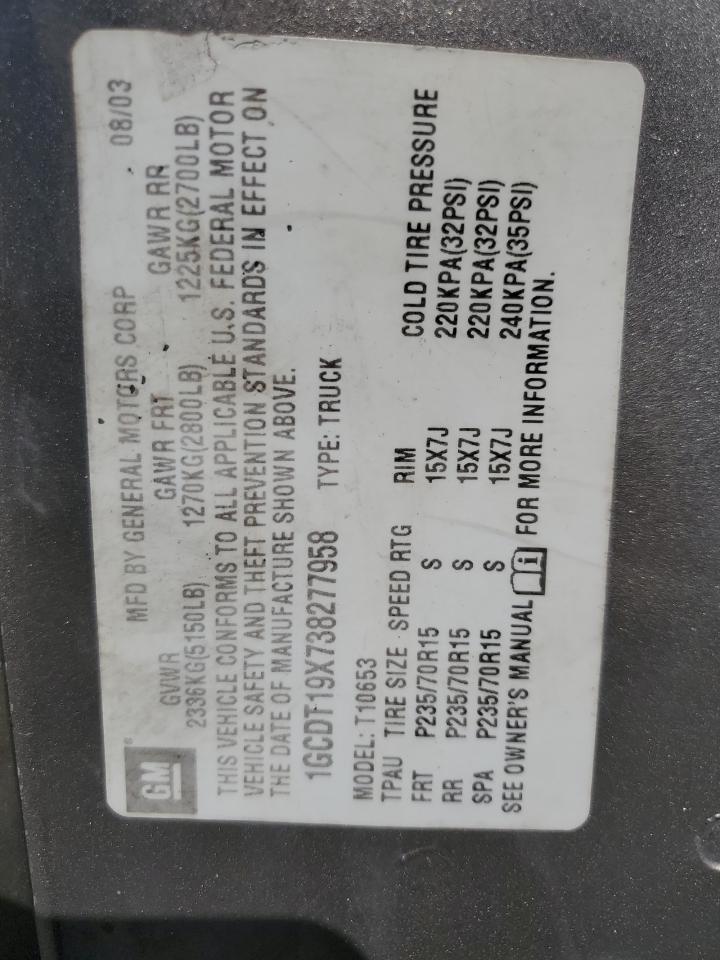 GM®
MFD BY GENERAL MOTORS CORP 08/03
GVWR GAWR FRT GAWR RR
2336KG(5150LB) 1270KG(2800LB) 1225KG(2700LB)
THIS VEHICLE CONFORMS TO ALL APPLICABLE U.S. FEDERAL MOTOR
VEHICLE SAFETY AND THEFT PREVENTION STANDARDS IN EFFECT ON
THE DATE OF MANUFACTURE SHOWN ABOVE.
1GCDT19X738277958 TYPE: TRUCK
MODEL: T10653
TPAU TIRE SIZE SPEED RTG RIM COLD TIRE PRESSURE
FRT P235/70R15 S 15X7J 220KPA(32PSI)
RR P235/70R15 S 15X7J 220KPA(32PSI)
SPA P235/70R15 S 15X7J 240KPA(35PSI)
SEE OWNER'S MANUAL i FOR MORE INFORMATION.